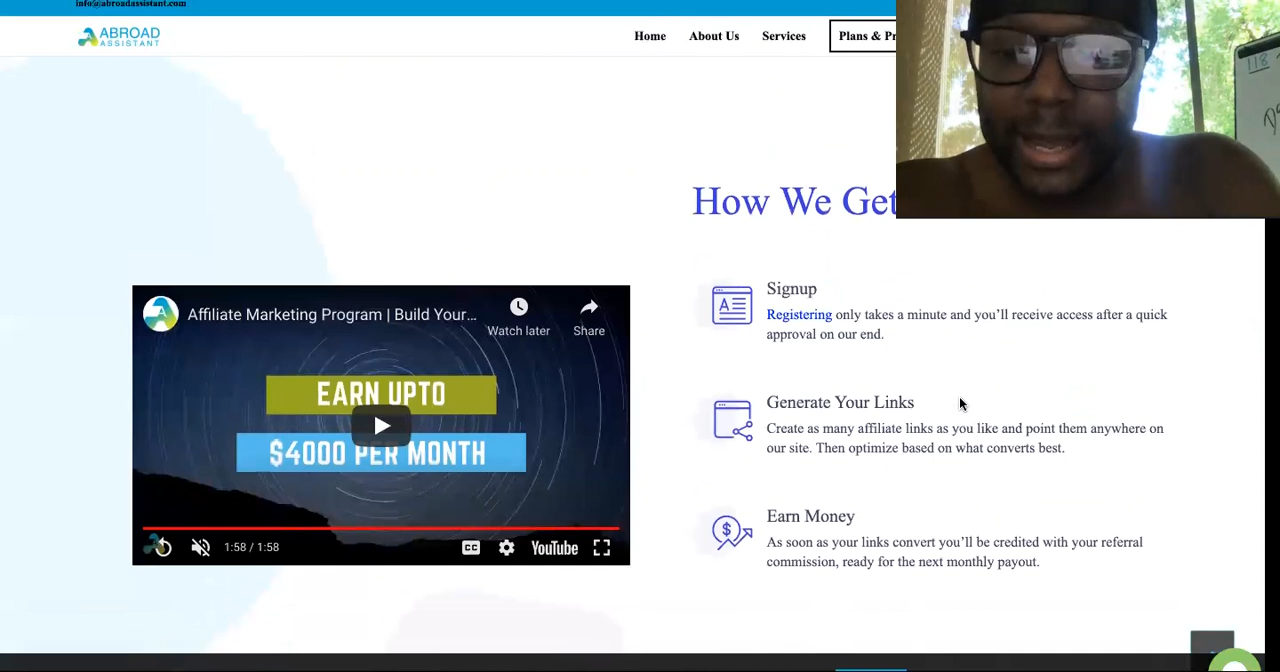 info@abroadassistant.com
ABROAD
ASSISTANT
Home About Us Services Plans & Pr
118
How We Get
Affiliate Marketing Program | Build Your...
Watch later Share
EARN UPTO
$4000 PER MONTH
1:58 / 1:58 CC YouTube
Signup
Registering only takes a minute and you’ll receive access after a quick
approval on our end.
Generate Your Links
Create as many affiliate links as you like and point them anywhere on
our site. Then optimize based on what converts best.
Earn Money
As soon as your links convert you’ll be credited with your referral
commission, ready for the next monthly payout.